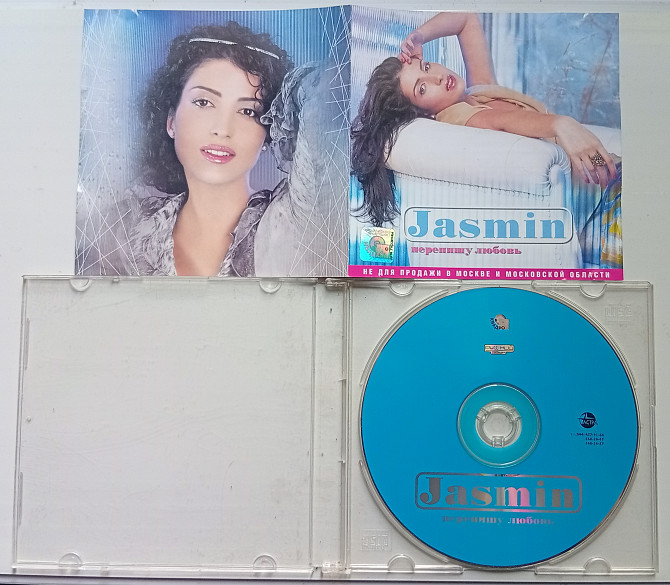 Jasmin
перепишу любовь
НЕ ДЛЯ ПРОДАЖИ В МОСКВЕ И МОСКОВСКОЙ ОБЛАСТИ
Jasmin
перепишу любовь